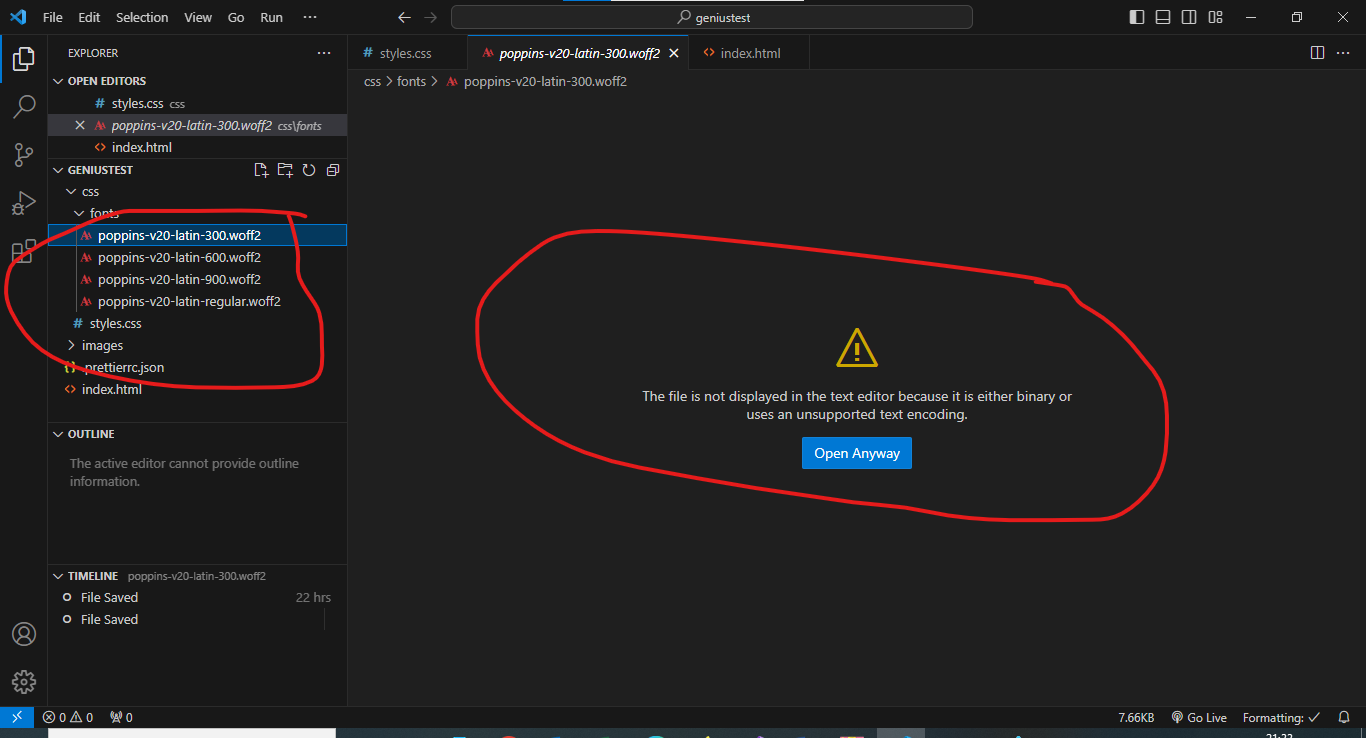 File Edit Selection View Go Run ···
geniustest
EXPLORER ···
styles.css
poppins-v20-latin-300.woff2
index.html
OPEN EDITORS
styles.css css
poppins-v20-latin-300.woff2 css\fonts
index.html
css > fonts > poppins-v20-latin-300.woff2
GENIUSTEST
css
fonts
poppins-v20-latin-300.woff2
poppins-v20-latin-600.woff2
poppins-v20-latin-900.woff2
poppins-v20-latin-regular.woff2
styles.css
images
.prettierrc.json
index.html
The file is not displayed in the text editor because it is either binary or
uses an unsupported text encoding.
Open Anyway
OUTLINE
The active editor cannot provide outline
information.
TIMELINE poppins-v20-latin-300.woff2
File Saved 22 hrs
File Saved
0 0 0
7.66KB Go Live Formatting: ✓